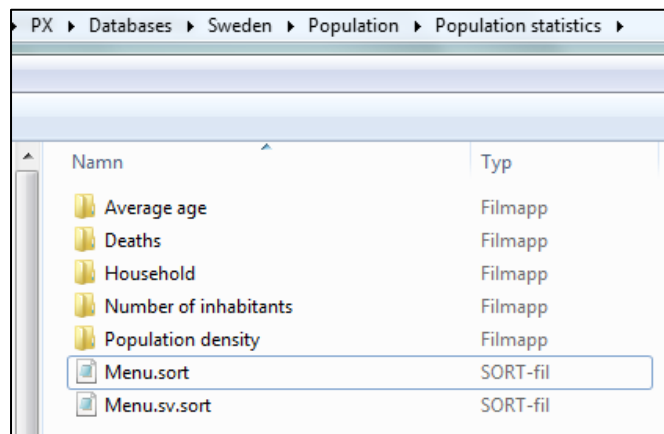 PX Databases Sweden Population Population statistics
Namn Typ
Average age Filmapp
Deaths Filmapp
Household Filmapp
Number of inhabitants Filmapp
Population density Filmapp
Menu.sort SORT-fil
Menu.sv.sort SORT-fil